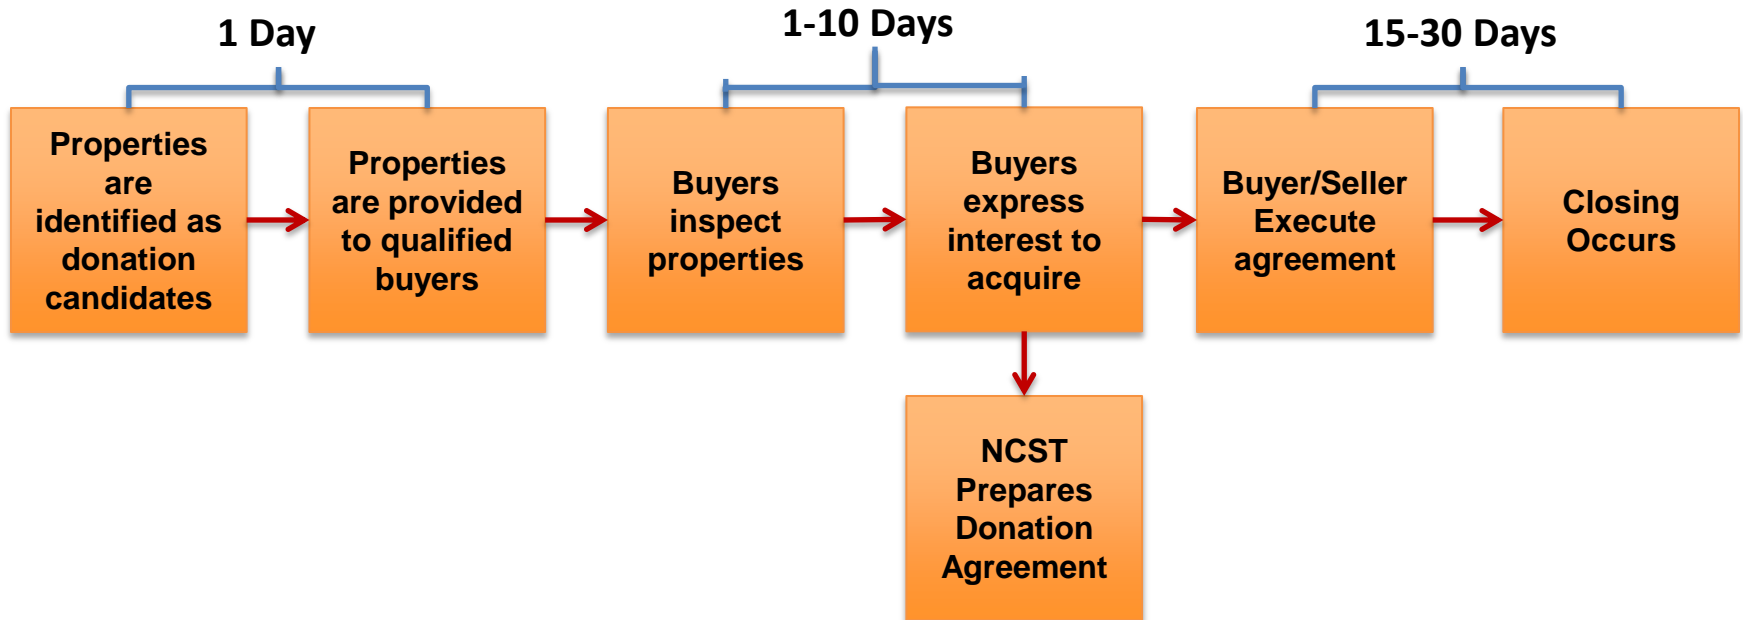 1 Day
1-10 Days
15-30 Days
Properties
are
identified as
donation
candidates
Properties
are provided
to qualified
buyers
Buyers
inspect
properties
Buyers
express
interest to
acquire
Buyer/Seller
Execute
agreement
Closing
Occurs
NCST
Prepares
Donation
Agreement